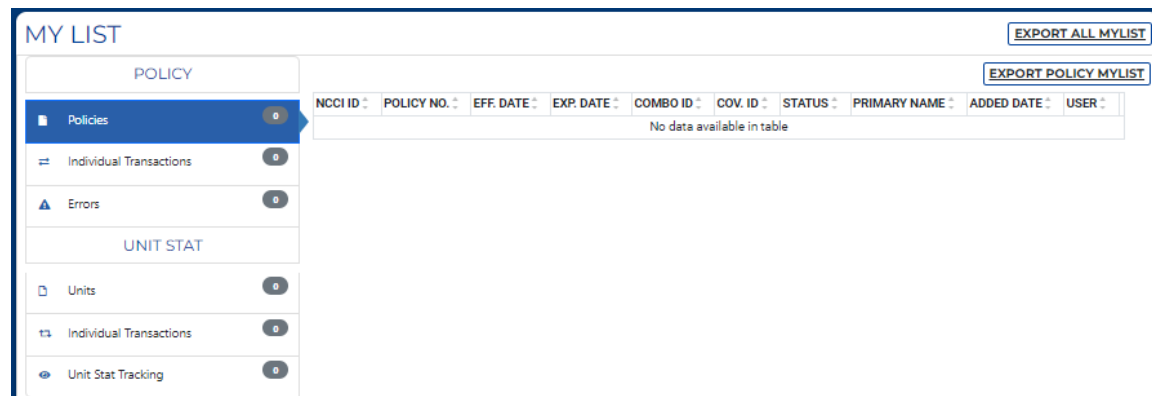 MY LIST
EXPORT ALL MYLIST
POLICY
EXPORT POLICY MYLIST
NCCI ID POLICY NO. EFF. DATE EXP. DATE COMBO ID COV. ID STATUS PRIMARY NAME ADDED DATE USER
No data available in table
Policies 0
Individual Transactions 0
Errors 0
UNIT STAT
Units 0
Individual Transactions 0
Unit Stat Tracking 0